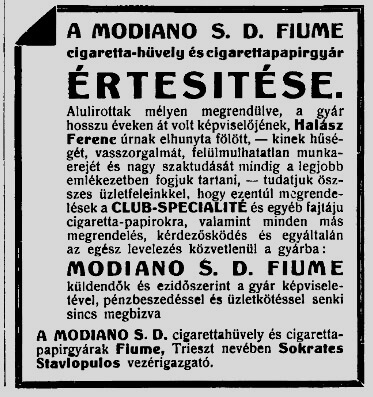 A MODIANO S. D. FIUME
cigaretta-hüvely és cigarettapapirgyár
ÉRTESITÉSE.
Alulirottak mélyen megrendülve, a gyár
hosszu éveken át volt képviselőjének, Halász
Ferenc úrnak elhunyta fölött, — kinek hűsé-
gét, vasszorgalmát, felülmulhatatlan munka-
erejét és nagy szaktudását mindig a legjobb
emlékezetben fogjuk tartani, — tudatjuk ösz-
szes üzletfeleinkkel, hogy ezentúl megrende-
lések a CLUB-SPECIALITÉ és egyéb fajtáju
cigaretta-papirokra, valamint minden más
megrendelés, kérdezősködés és egyáltalán
az egész levelezés közvetlenül a gyárba:
MODIANO S. D. FIUME
küldendők és ezidőszerint a gyár képvisele-
tével, pénzbeszedéssel és üzletkötéssel senki
sincs megbizva
A MODIANO S. D. cigarettahüvely és cigaretta-
papirgyárak Fiume, Trieszt nevében Sokrates
Stavlopulos vezérigazgató.